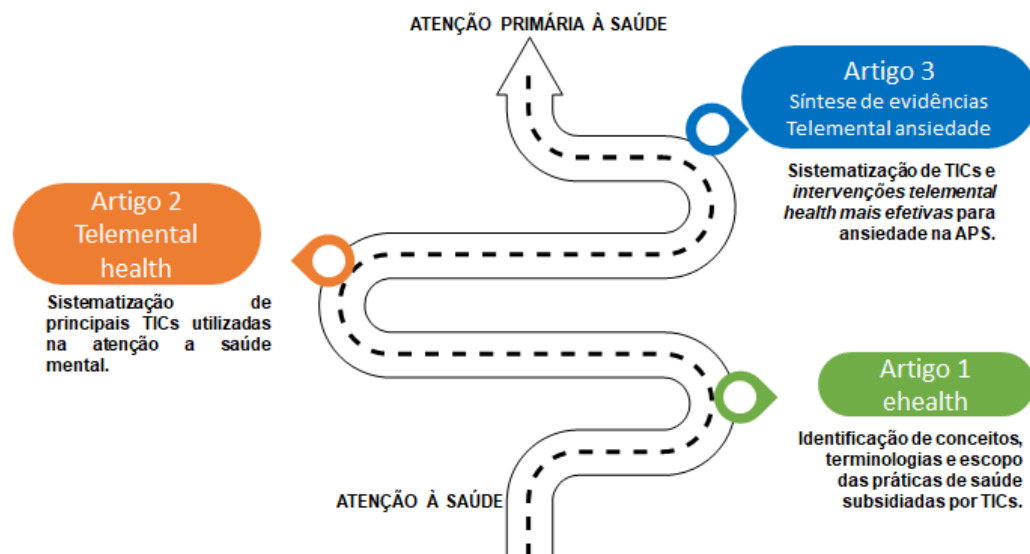 ATENÇÃO PRIMÁRIA À SAÚDE
Artigo 3
Síntese de evidências
Telemental ansiedade
Sistematização de TICs e
intervenções telemental
health mais efetivas para
ansiedade na APS.
Artigo 2
Telemental
health
Sistematização de
principais TICs utilizadas
na atenção a saúde
mental.
Artigo 1
ehealth
Identificação de conceitos,
terminologias e escopo
das práticas de saúde
subsidiadas por TICs.
ATENÇÃO À SAÚDE